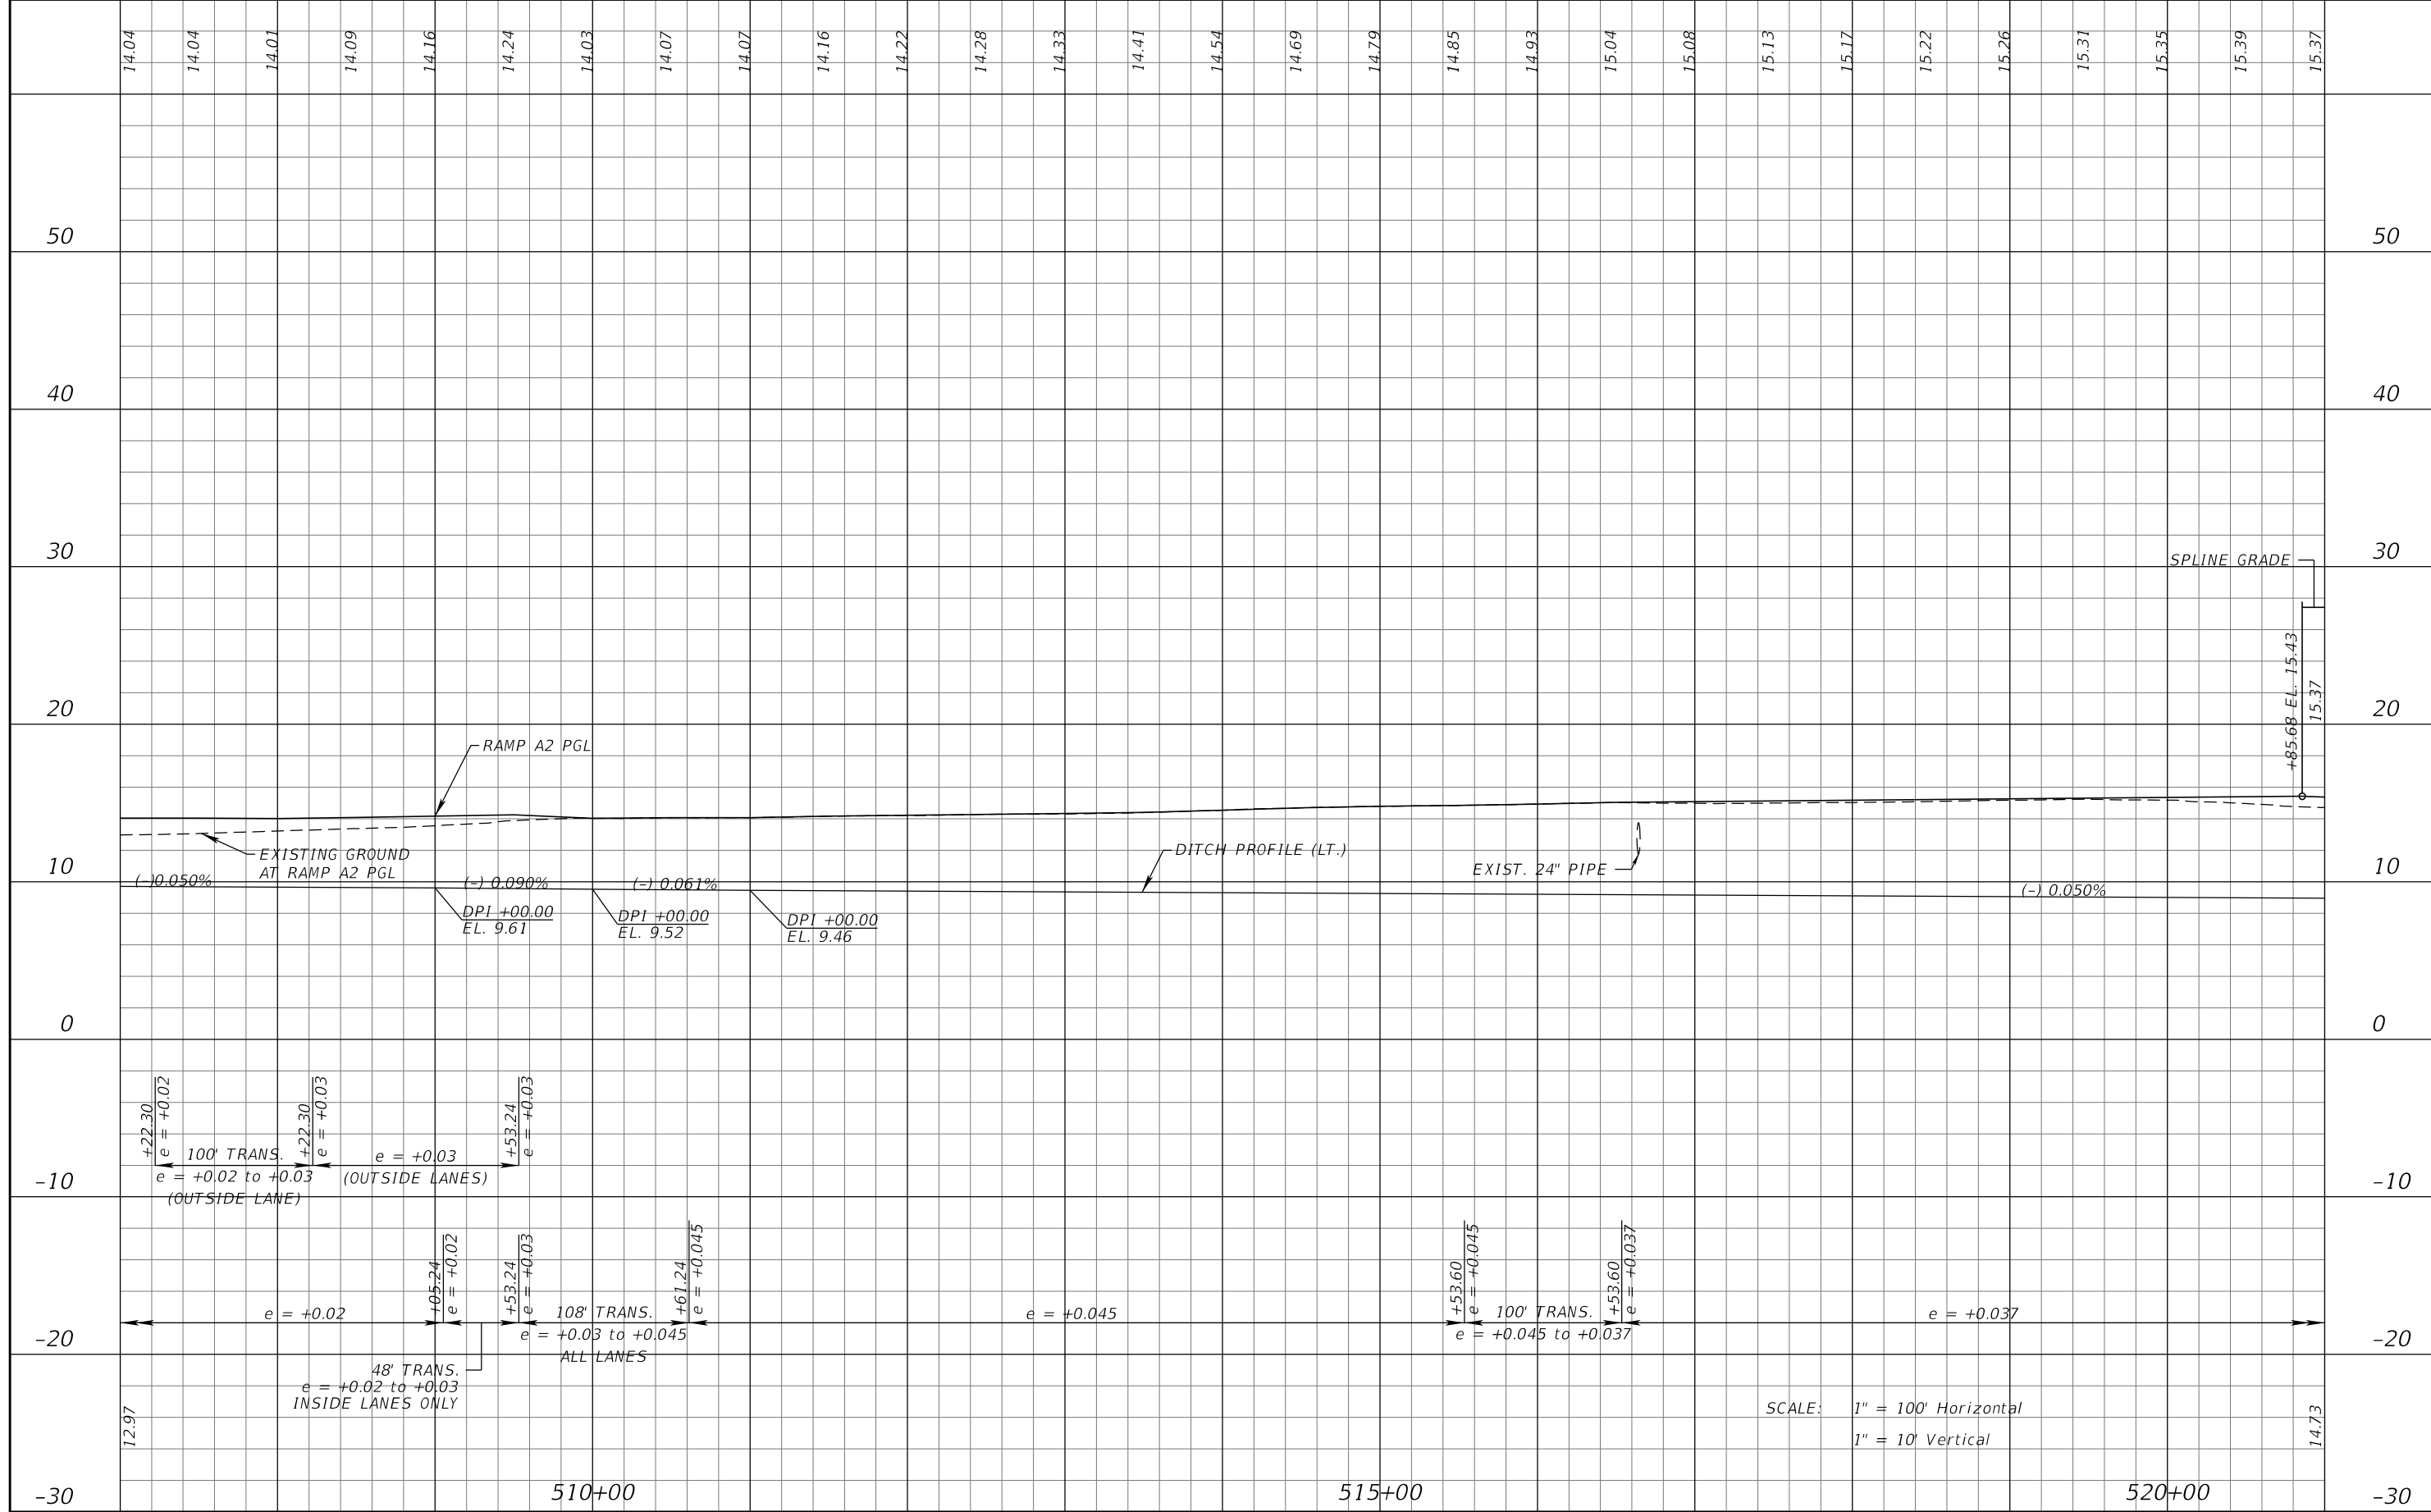 14.04
14.04
14.01
14.09
14.16
14.24
14.03
14.07
14.07
14.16
14.22
14.28
14.33
14.41
14.54
14.69
14.79
14.85
14.93
15.04
15.08
15.13
15.17
15.22
15.26
15.31
15.35
15.39
15.37
50
50
40
40
30
30
SPLINE GRADE
+85.68 EL. 15.43
15.37
20
20
RAMP A2 PGL
EXISTING GROUND
AT RAMP A2 PGL
DITCH PROFILE (LT.)
EXIST. 24" PIPE
10
10
(-)0.050%
(-) 0.090%
(-) 0.061%
(-) 0.050%
DPI +00.00
EL. 9.61
DPI +00.00
EL. 9.52
DPI +00.00
EL. 9.46
0
0
+22.30
e = +0.02
+22.30
e = +0.03
+53.24
e = +0.03
100' TRANS.
e = +0.02 to +0.03
(OUTSIDE LANE)
e = +0.03
(OUTSIDE LANES)
-10
-10
+05.24
e = +0.02
+53.24
e = +0.03
+61.24
e = +0.045
+53.60
e = +0.045
+53.60
e = +0.037
e = +0.02
108' TRANS.
e = +0.03 to +0.045
ALL LANES
e = +0.045
100' TRANS.
e = +0.045 to +0.037
e = +0.037
-20
-20
48' TRANS.
e = +0.02 to +0.03
INSIDE LANES ONLY
12.97
SCALE: 1" = 100' Horizontal
1" = 10' Vertical
14.73
-30
510+00
515+00
520+00
-30